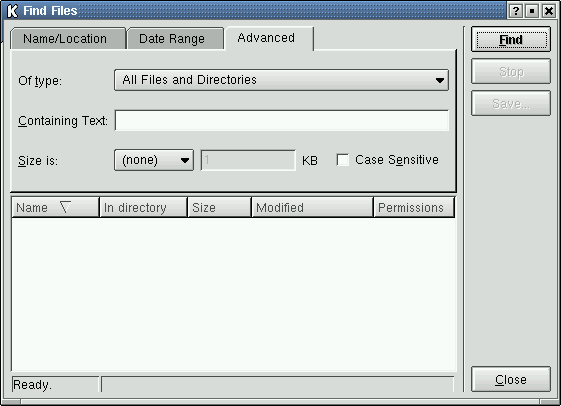 Find Files
Name/Location Date Range Advanced
Find
Stop
Save...
Of type: All Files and Directories
Containing Text:
Size is: (none) 1 KB Case Sensitive
Name In directory Size Modified Permissions
Ready.
Close